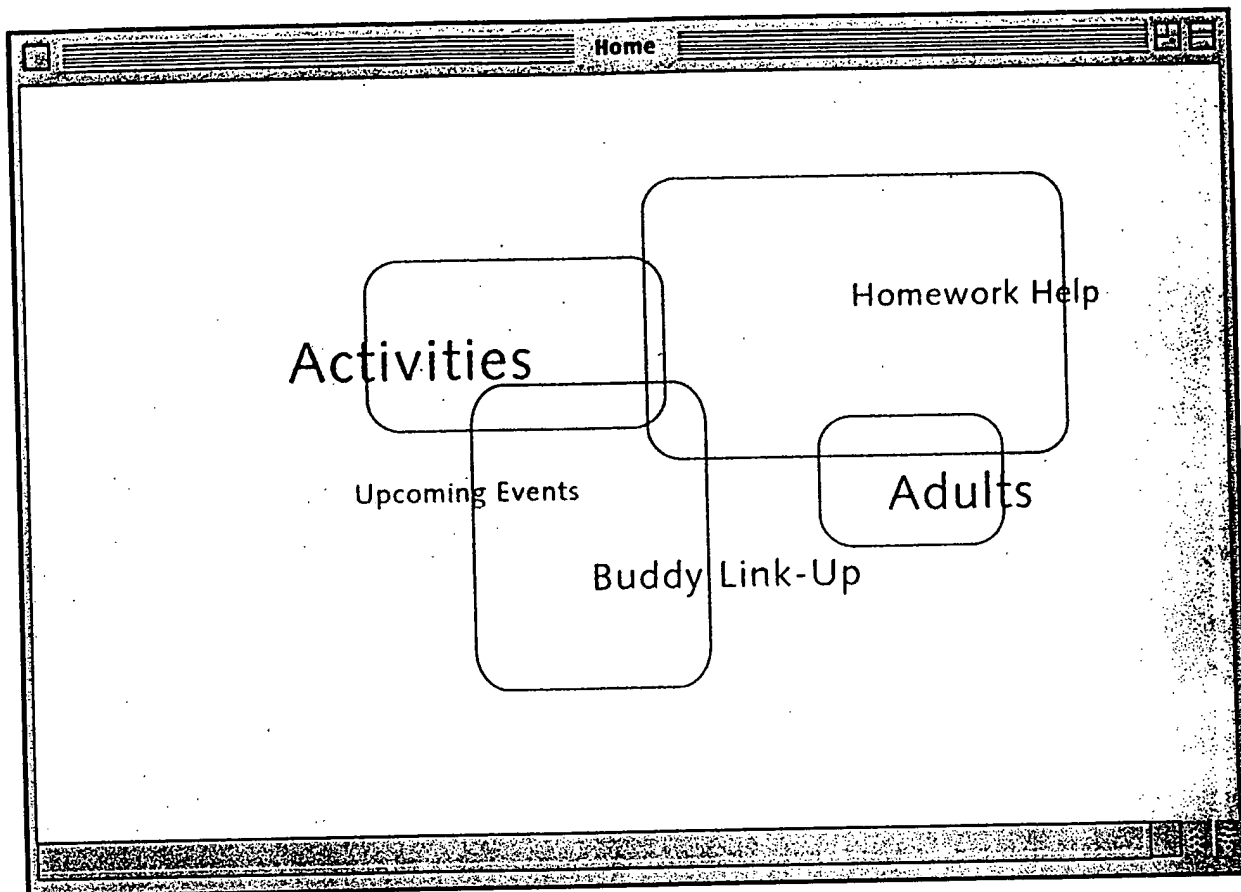 Home
Homework Help
Activities
Upcoming Events
Adults
Buddy Link-Up